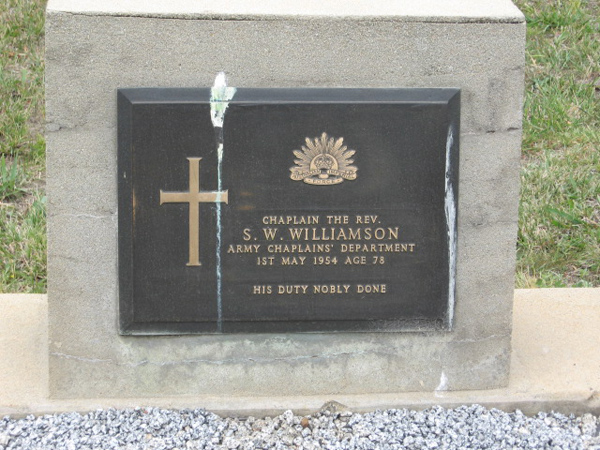 CHAPLAIN THE REV.
S. W. WILLIAMSON
ARMY CHAPLAINS' DEPARTMENT
1ST MAY 1954 AGE 78
HIS DUTY NOBLY DONE